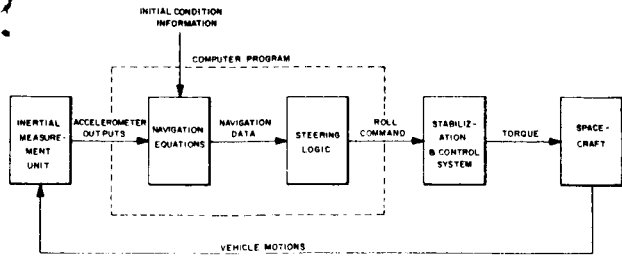 INITIAL CONDITION
INFORMATION
COMPUTER PROGRAM
INERTIAL
MEASURE-
MENT
UNIT
ACCELEROMETER
OUTPUTS
NAVIGATION
EQUATIONS
NAVIGATION
DATA
STEERING
LOGIC
ROLL
COMMAND
STABILIZ-
ATION
& CONTROL
SYSTEM
TORQUE
SPACE-
CRAFT
VEHICLE MOTIONS